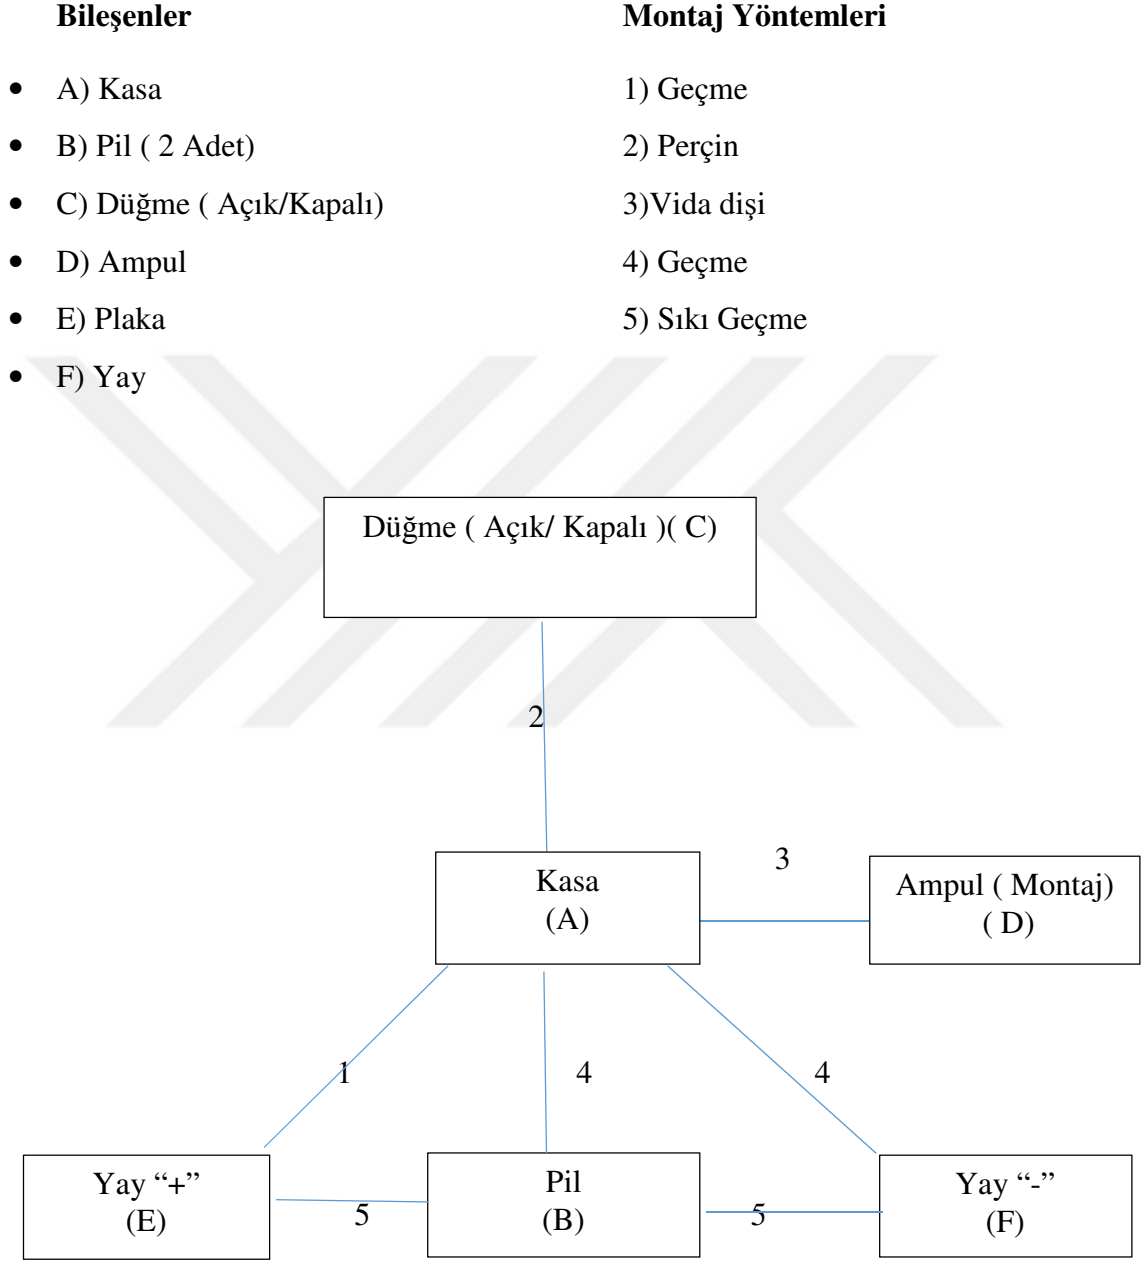 Bileşenler Montaj Yöntemleri
• A) Kasa 1) Geçme
• B) Pil ( 2 Adet) 2) Perçin
• C) Düğme ( Açık/Kapalı) 3)Vida dişi
• D) Ampul 4) Geçme
• E) Plaka 5) Sıkı Geçme
• F) Yay
Düğme ( Açık/ Kapalı )( C)
2
Kasa
(A)
3
Ampul ( Montaj)
( D)
1 4 4
Yay “+”
(E)
5
Pil
(B)
5
Yay “-”
(F)